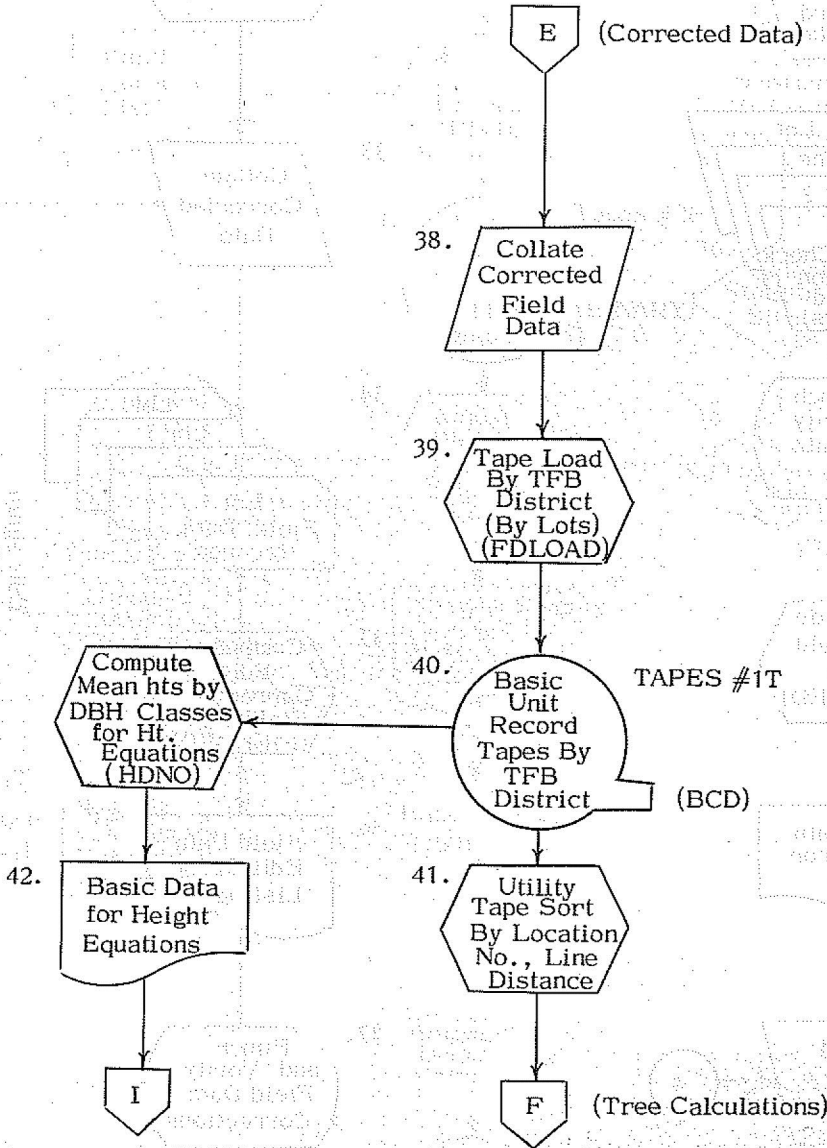 E (Corrected Data)
38.
Collate
Corrected
Field
Data
39.
Tape Load
By TFB
District
(By Lots)
(FDLOAD)
40.
Basic
Unit
Record
Tapes By
TFB
District
TAPES #1T
(BCD)
Compute
Mean hts by
DBH Classes
for Ht.
Equations
(HDNO)
42.
Basic Data
for Height
Equations
I
41.
Utility
Tape Sort
By Location
No., Line
Distance
F (Tree Calculations)